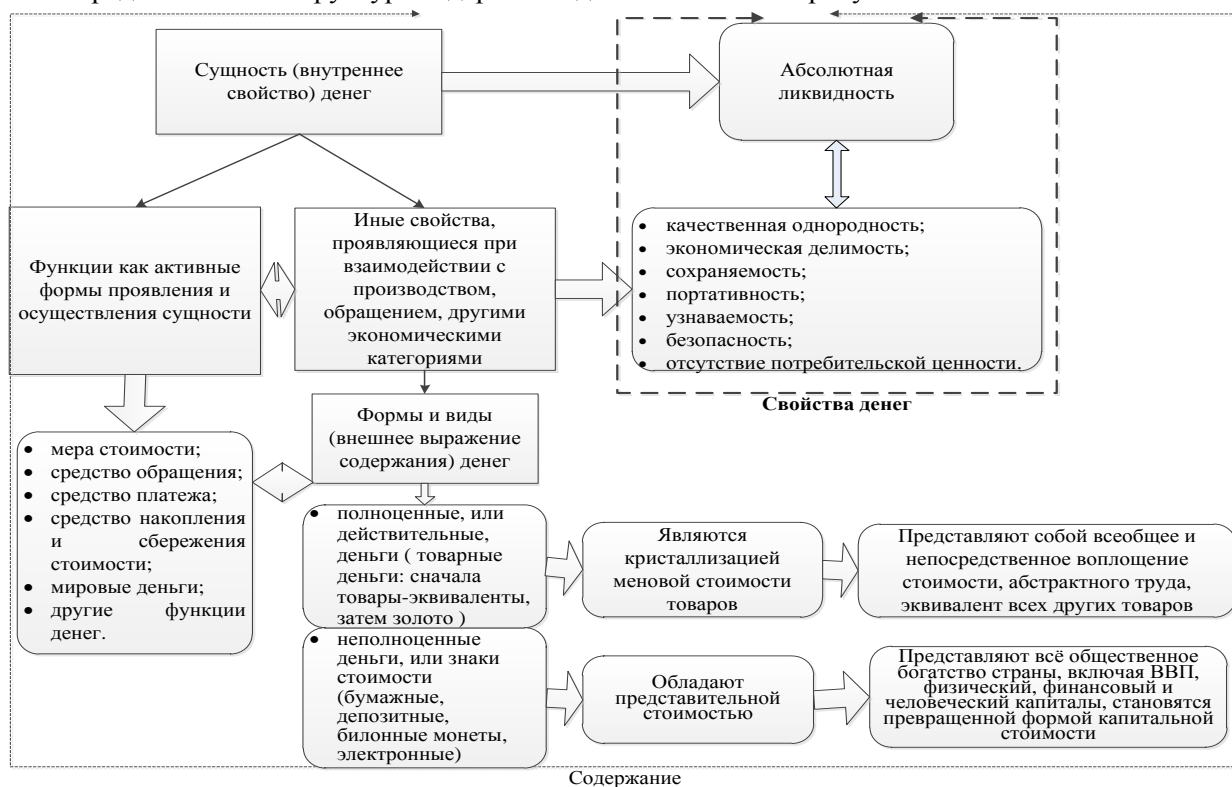 Сущность (внутреннее
свойство) денег
Абсолютная
ликвидность
Функции как активные
формы проявления и
осуществления сущности
Иные свойства,
проявляющиеся при
взаимодействии с
производством,
обращением, другими
экономическими
категориями
• качественная однородность;
• экономическая делимость;
• сохраняемость;
• портативность;
• узнаваемость;
• безопасность;
• отсутствие потребительской ценности.
Свойства денег
Формы и виды
(внешнее выражение
содержания) денег
• мера стоимости;
• средство обращения;
• средство платежа;
• средство накопления
и сбережения
стоимости;
• мировые деньги;
• другие функции
денег.
• полноценные, или
действительные,
деньги ( товарные
деньги: сначала
товары-эквиваленты,
затем золото )
Являются
кристаллизацией
меновой стоимости
товаров
Представляют собой всеобщее и
непосредственное воплощение
стоимости, абстрактного труда,
эквивалент всех других товаров
• неполноценные
деньги, или знаки
стоимости
(бумажные,
депозитные,
билонные монеты,
электронные)
Обладают
представительной
стоимостью
Представляют всё общественное
богатство страны, включая ВВП,
физический, финансовый и
человеческий капиталы, становятся
превращенной формой капитальной
стоимости
Содержание